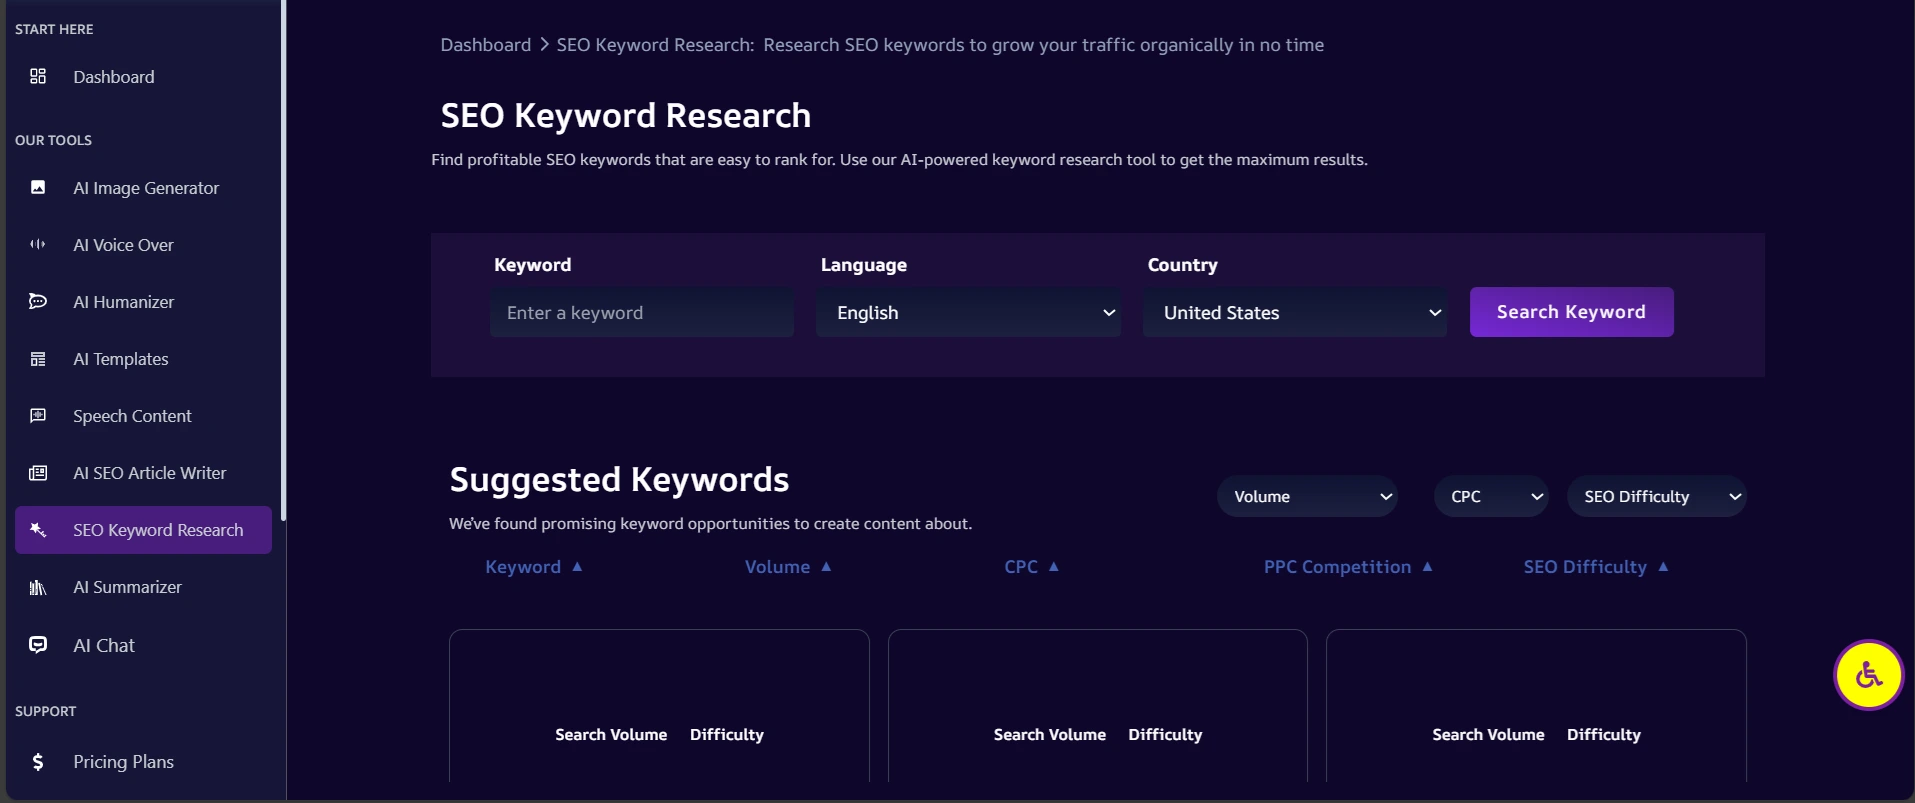 START HERE
Dashboard
OUR TOOLS
AI Image Generator
AI Voice Over
AI Humanizer
AI Templates
Speech Content
AI SEO Article Writer
SEO Keyword Research
AI Summarizer
AI Chat
SUPPORT
Pricing Plans
Dashboard > SEO Keyword Research: Research SEO keywords to grow your traffic organically in no time
SEO Keyword Research
Find profitable SEO keywords that are easy to rank for. Use our AI-powered keyword research tool to get the maximum results.
Keyword Language Country
Enter a keyword English United States Search Keyword
Suggested Keywords
Volume CPC SEO Difficulty
We've found promising keyword opportunities to create content about.
Keyword ▲ Volume ▲ CPC ▲ PPC Competition ▲ SEO Difficulty ▲
Search Volume Difficulty Search Volume Difficulty Search Volume Difficulty